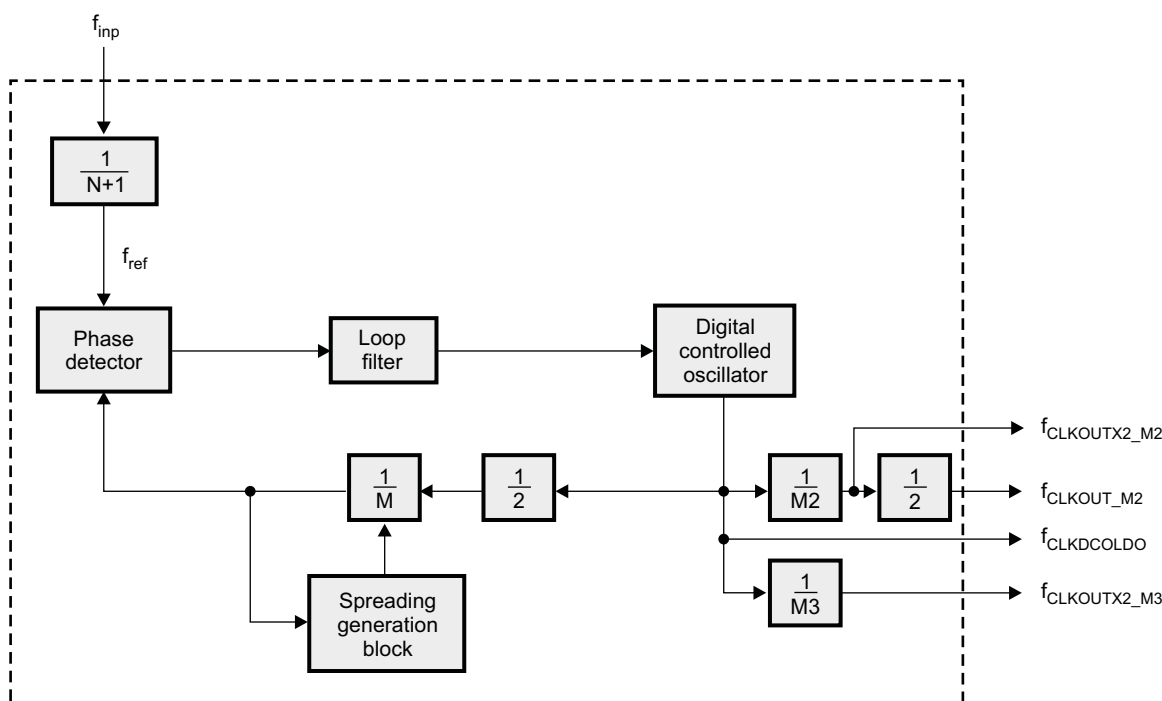 f_inp
1
N+1
f_ref
Phase
detector
Loop
filter
Digital
controlled
oscillator
f_CLKOUTX2_M2
1
M
1
2
1
M2
1
2
f_CLKOUT_M2
f_CLKDCOLDO
Spreading
generation
block
1
M3
f_CLKOUTX2_M3